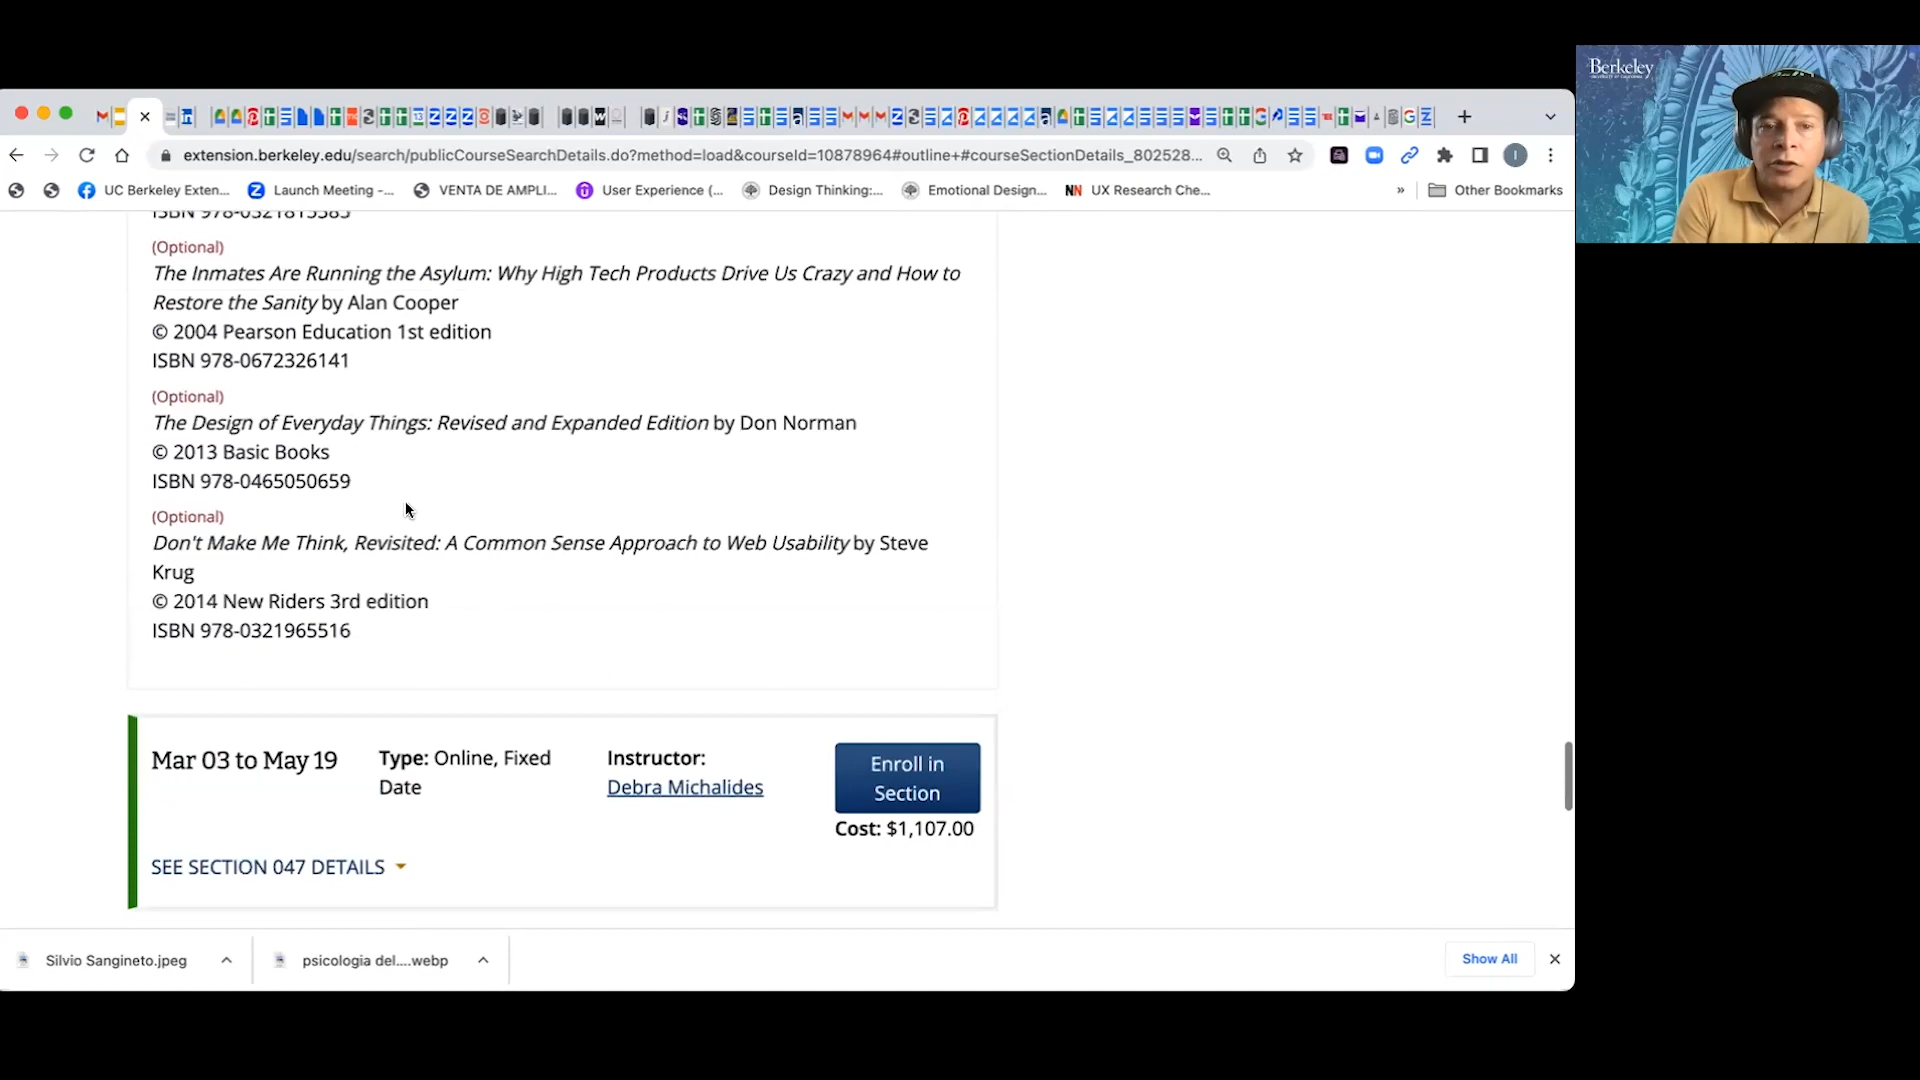 Berkeley
extension.berkeley.edu/search/publicCourseSearchDetails.do?method=load&courseId=10878964#outline+#courseSectionDetails_802528...
UC Berkeley Exten...
Launch Meeting -...
VENTA DE AMPLI...
User Experience (...
Design Thinking:...
Emotional Design...
NN UX Research Che...
»
Other Bookmarks
ISBN 978-0321815385
(Optional)
The Inmates Are Running the Asylum: Why High Tech Products Drive Us Crazy and How to
Restore the Sanity by Alan Cooper
© 2004 Pearson Education 1st edition
ISBN 978-0672326141
(Optional)
The Design of Everyday Things: Revised and Expanded Edition by Don Norman
© 2013 Basic Books
ISBN 978-0465050659
(Optional)
Don't Make Me Think, Revisited: A Common Sense Approach to Web Usability by Steve
Krug
© 2014 New Riders 3rd edition
ISBN 978-0321965516
Mar 03 to May 19
Type: Online, Fixed
Date
Instructor:
Debra Michalides
Enroll in
Section
Cost: $1,107.00
SEE SECTION 047 DETAILS
Silvio Sangineto.jpeg
psicologia del....webp
Show All